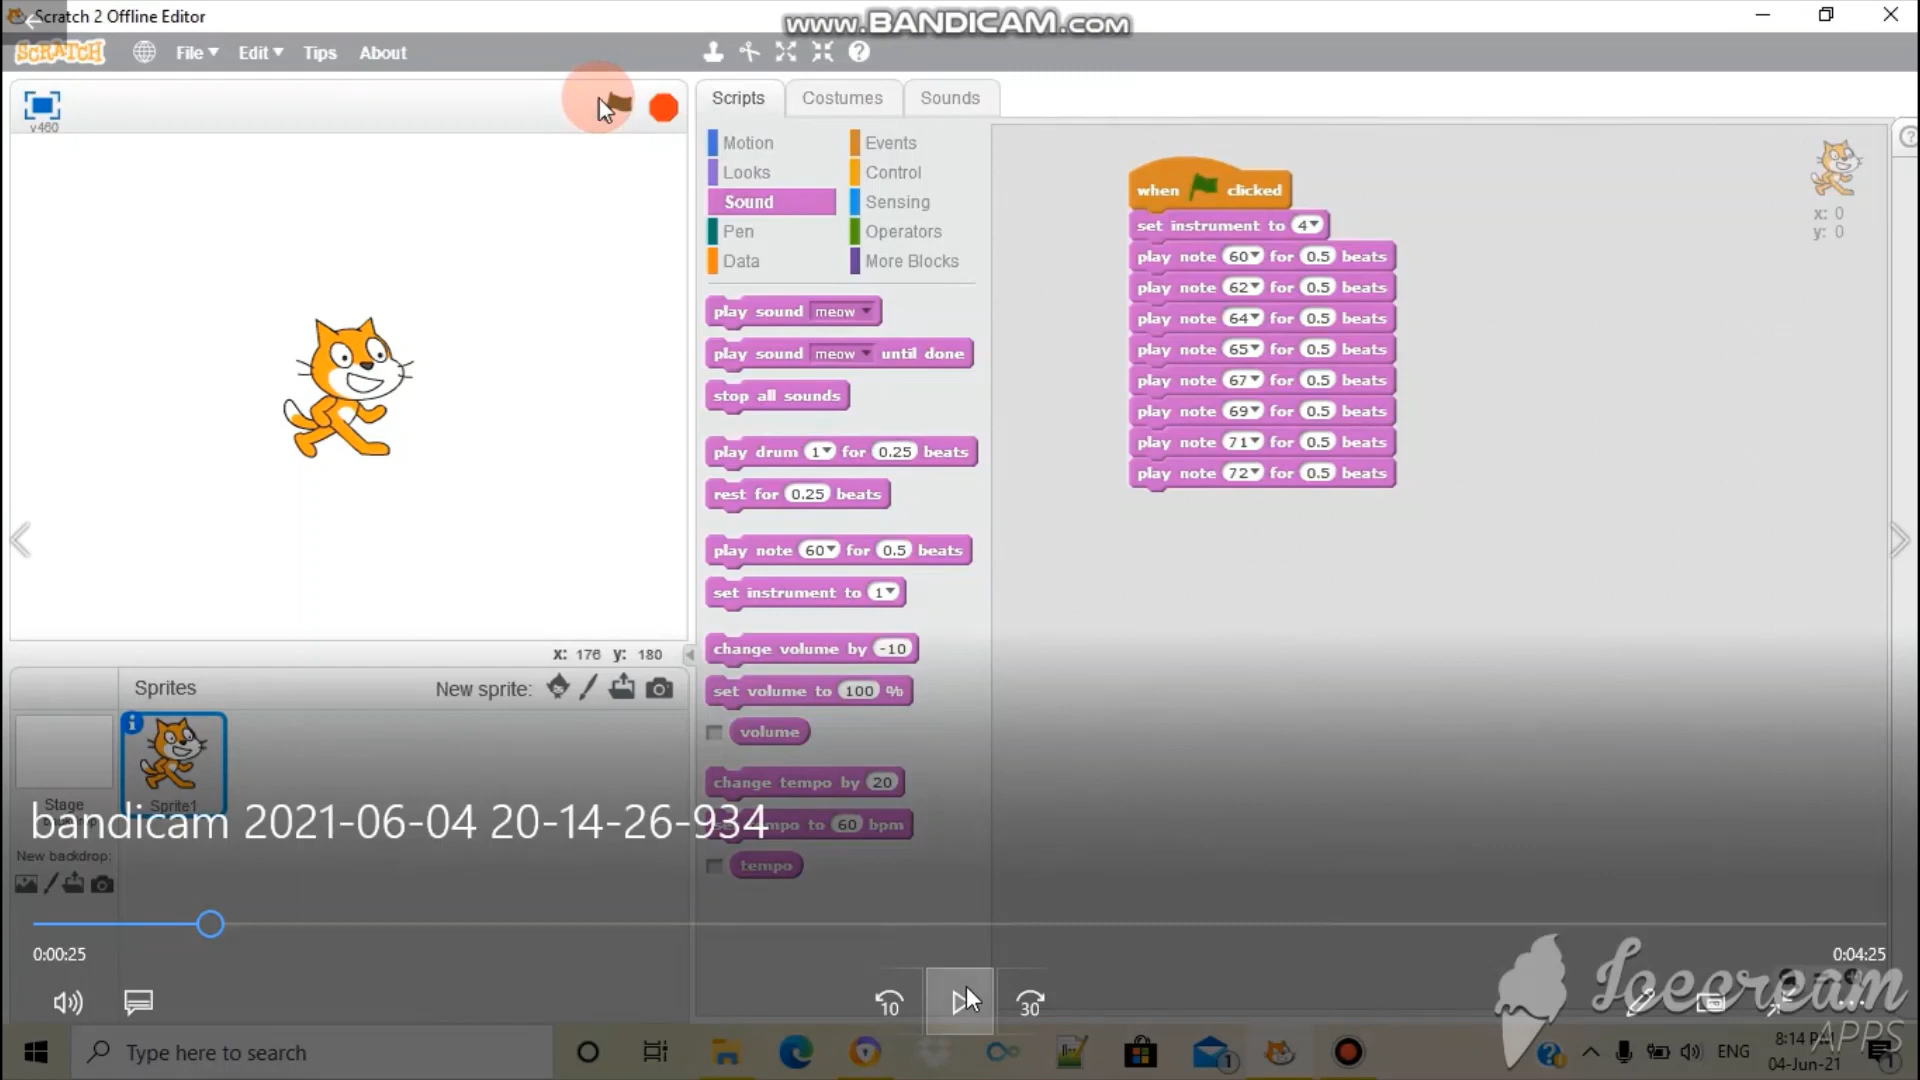 Scratch 2 Offline Editor
www.BANDICAM.com
SCRATCH
File Edit Tips About
v460
Scripts Costumes Sounds
Motion Events
Looks Control
Sound Sensing
Pen Operators
Data More Blocks
play sound meow
play sound meow until done
stop all sounds
play drum 1 for 0.25 beats
rest for 0.25 beats
play note 60 for 0.5 beats
set instrument to 1
change volume by -10
set volume to 100 %
volume
change tempo by 20
tempo to 60 bpm
tempo
when clicked
set instrument to 4
play note 60 for 0.5 beats
play note 62 for 0.5 beats
play note 64 for 0.5 beats
play note 65 for 0.5 beats
play note 67 for 0.5 beats
play note 69 for 0.5 beats
play note 71 for 0.5 beats
play note 72 for 0.5 beats
x: 0
y: 0
x: 176 y: 180
Sprites New sprite:
Stage
Sprite1
New backdrop:
bandicam 2021-06-04 20-14-26-934
0:00:25
0:04:25
10
30
Icecream
APPS
Type here to search
1
ENG
8:14 PM
04-Jun-21
1